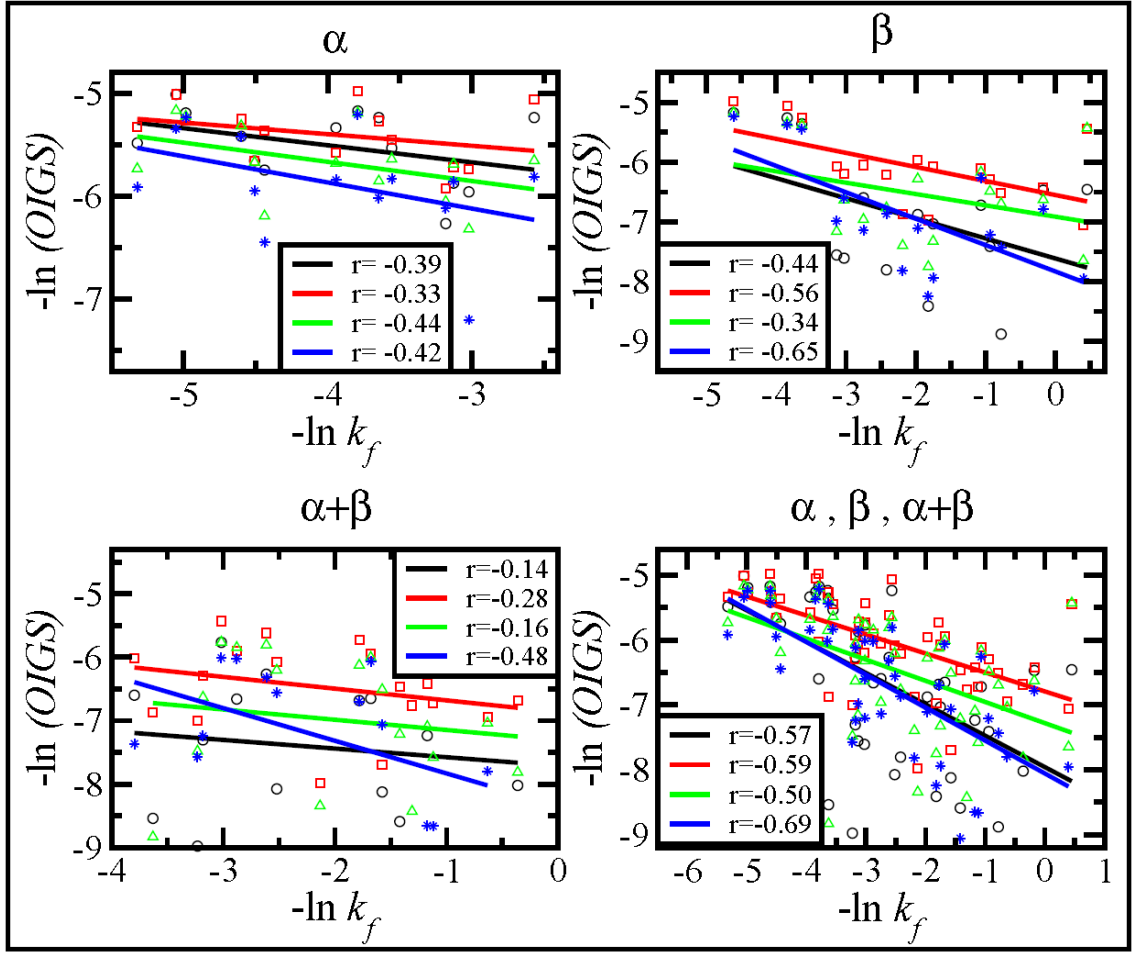 α
-ln (OIGS)
-5
-6
-7
r= -0.39
r= -0.33
r= -0.44
r= -0.42
-5 -4 -3
-ln k_f
β
-ln (OIGS)
-5
-6
-7
-8
-9
r= -0.44
r= -0.56
r= -0.34
r= -0.65
-5 -4 -3 -2 -1 0
-ln k_f
α+β
-ln (OIGS)
-5
-6
-7
-8
-9
r=-0.14
r=-0.28
r=-0.16
r=-0.48
-4 -3 -2 -1 0
-ln k_f
α , β , α+β
-ln (OIGS)
-5
-6
-7
-8
-9
r=-0.57
r=-0.59
r=-0.50
r=-0.69
-6 -5 -4 -3 -2 -1 0 1
-ln k_f